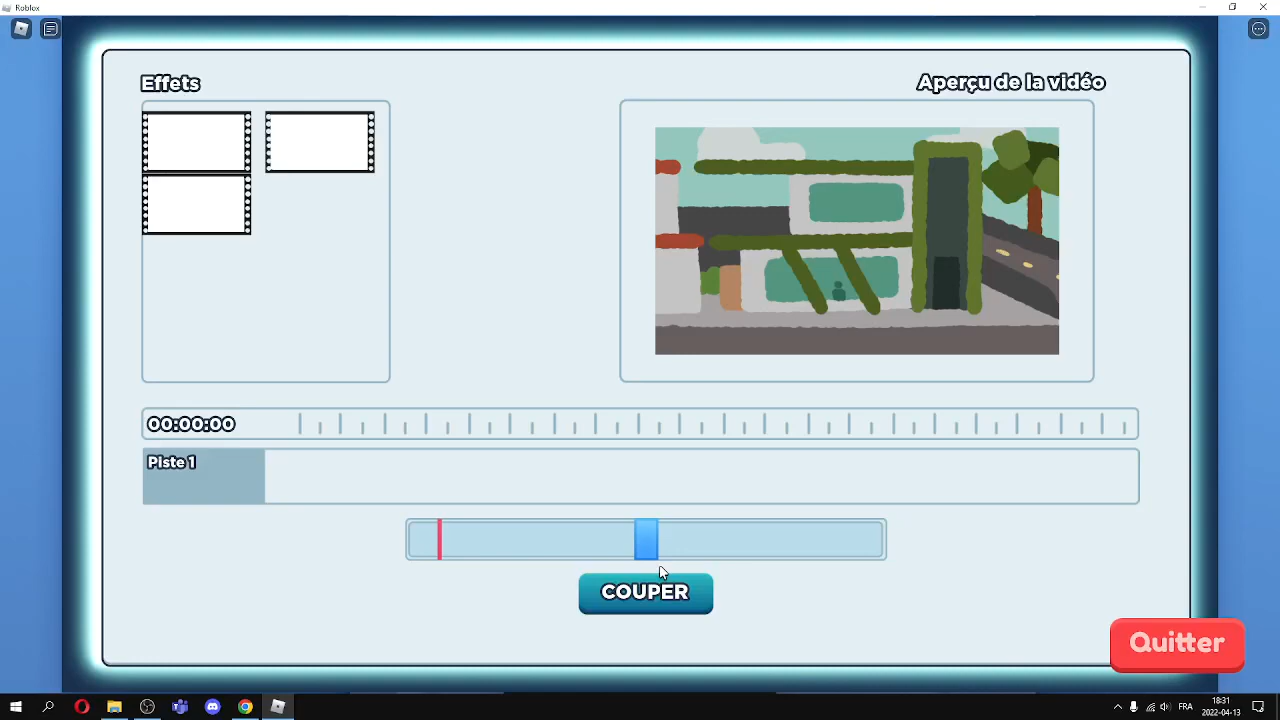 Roblox
Effets
Aperçu de la vidéo
00:00:00
Piste 1
COUPER
Quitter
FRA
18:31
2022-04-13